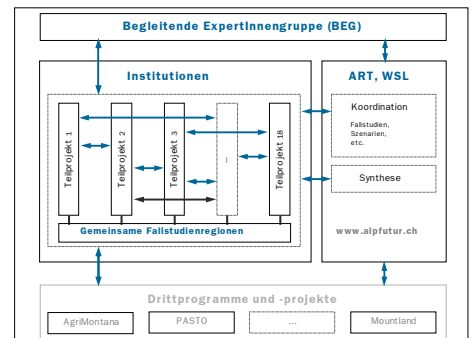 Begleitende ExpertInnengruppe (BEG)
Institutionen
ART, WSL
Teilprojekt 1
Teilprojekt 2
Teilprojekt 3
...
Teilprojekt 18
Koordination
Fallstudien,
Szenarien,
etc.
Synthese
Gemeinsame Fallstudienregionen
www.alpfutur.ch
Drittprogramme und -projekte
AgriMontana
PASTO
...
Mountland